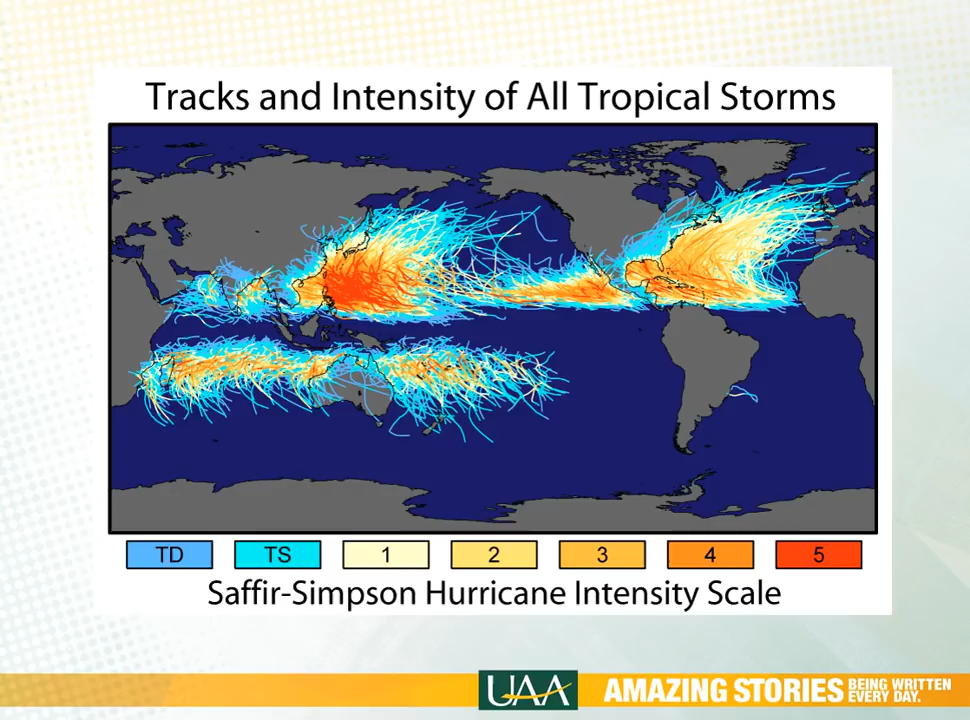 Tracks and Intensity of All Tropical Storms
TD TS 1 2 3 4 5
Saffir-Simpson Hurricane Intensity Scale
UAA AMAZING STORIES BEING WRITTEN
EVERY DAY.